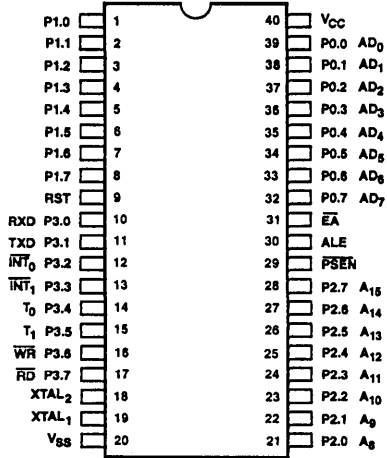 P1.0 1 40 VCC
P1.1 2 39 P0.0 AD0
P1.2 3 38 P0.1 AD1
P1.3 4 37 P0.2 AD2
P1.4 5 36 P0.3 AD3
P1.5 6 35 P0.4 AD4
P1.6 7 34 P0.5 AD5
P1.7 8 33 P0.6 AD6
RST 9 32 P0.7 AD7
RXD P3.0 10 31 E̅A̅
TXD P3.1 11 30 ALE
I̅N̅T̅0 P3.2 12 29 P̅S̅E̅N̅
I̅N̅T̅1 P3.3 13 28 P2.7 A15
T0 P3.4 14 27 P2.6 A14
T1 P3.5 15 26 P2.5 A13
W̅R̅ P3.6 16 25 P2.4 A12
R̅D̅ P3.7 17 24 P2.3 A11
XTAL2 18 23 P2.2 A10
XTAL1 19 22 P2.1 A9
VSS 20 21 P2.0 A8